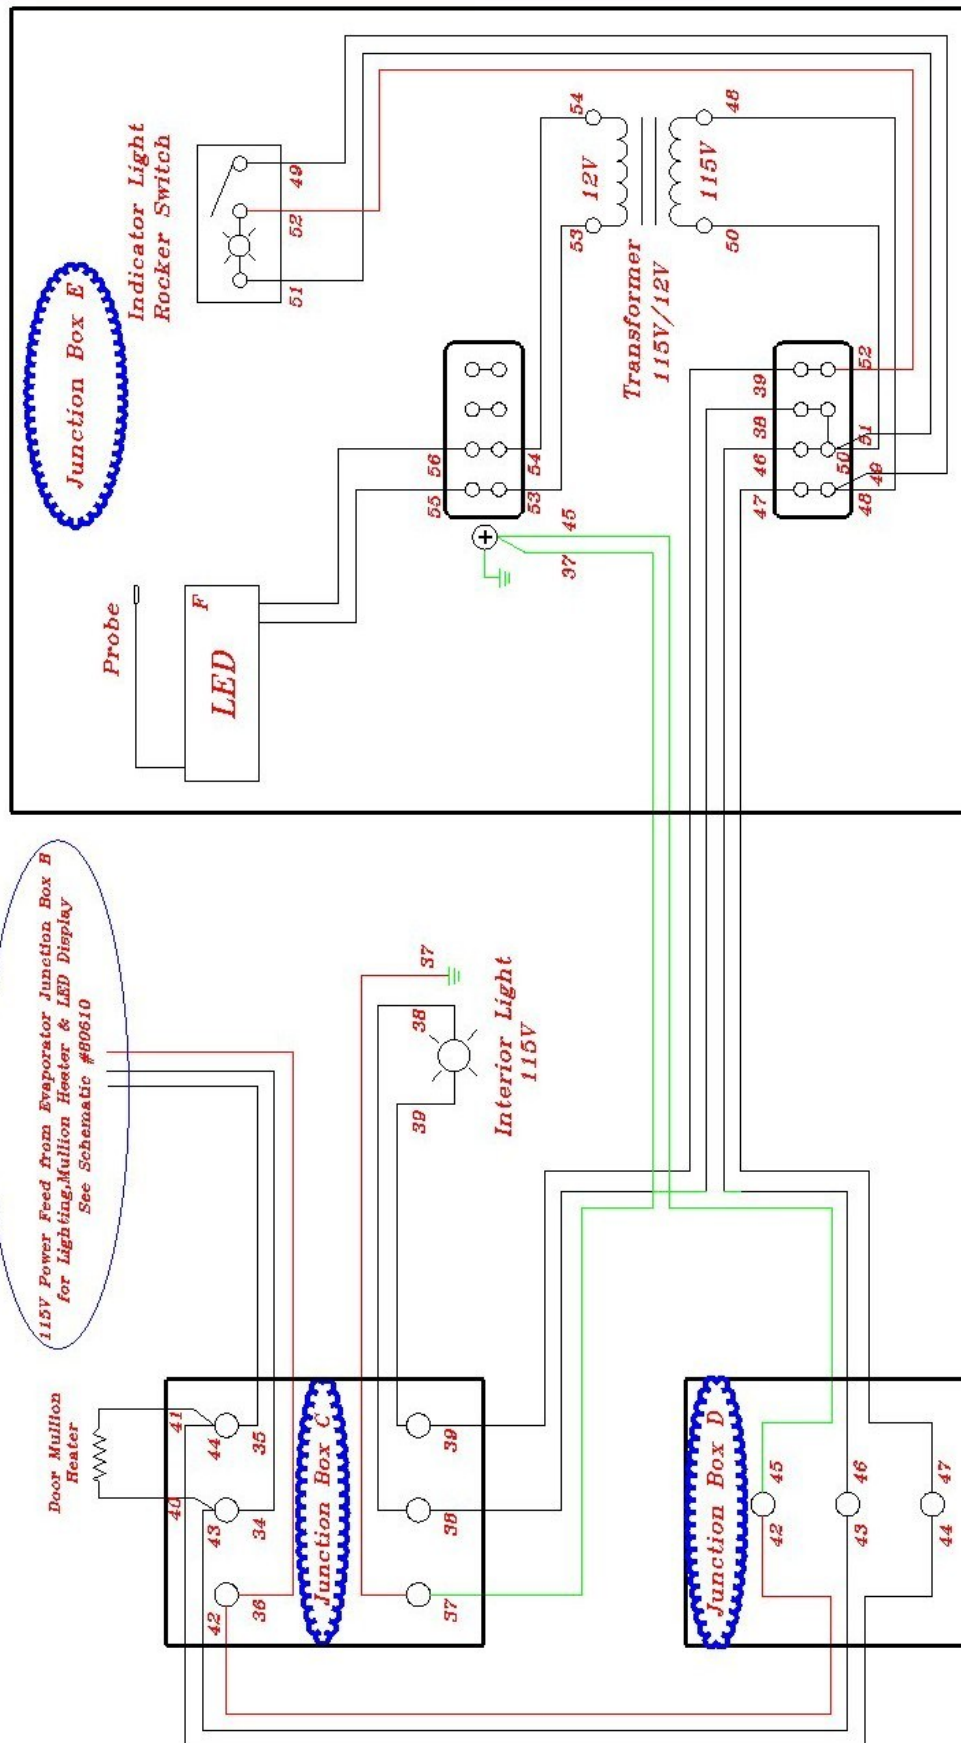 Junction Box E
Indicator Light
Rocker Switch
49
52
51
54
53
12V
48
50
115V
Transformer
115V/12V
56
55
54
53
39
38
46
47
52
51
50
49
48
45
37
Probe
F
LED
115V Power Feed from Evaporator Junction Box B
for Lighting,Mullion Heater & LED Display
See Schematic #80610
37
38
39
Interior Light
115V
Door Mullion
Heater
41
40
44
43
42
35
34
36
Junction Box C
39
38
37
Junction Box D
45
42
46
43
47
44